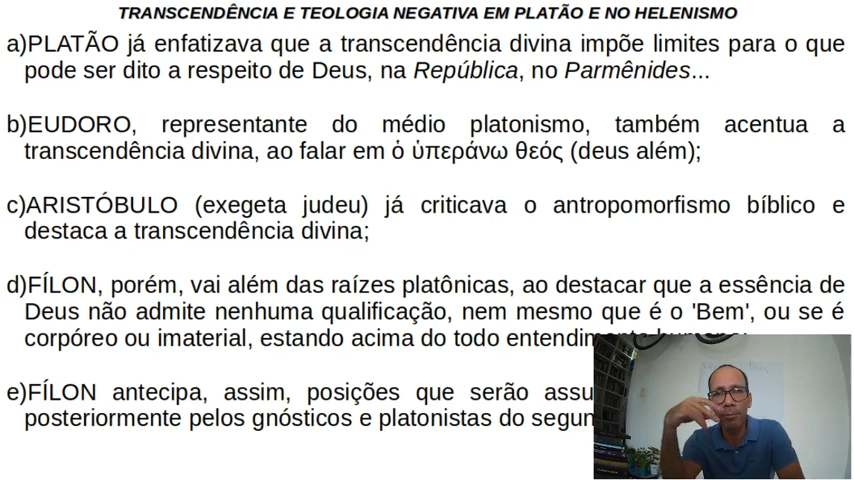 TRANSCENDÊNCIA E TEOLOGIA NEGATIVA EM PLATÃO E NO HELENISMO
a)PLATÃO já enfatizava que a transcendência divina impõe limites para o que
pode ser dito a respeito de Deus, na República, no Parmênides...
b)EUDORO, representante do médio platonismo, também acentua a
transcendência divina, ao falar em ὁ ὑπεράνω θεός (deus além);
c)ARISTÓBULO (exegeta judeu) já criticava o antropomorfismo bíblico e
destaca a transcendência divina;
d)FÍLON, porém, vai além das raízes platônicas, ao destacar que a essência de
Deus não admite nenhuma qualificação, nem mesmo que é o 'Bem', ou se é
corpóreo ou imaterial, estando acima do todo
e)FÍLON antecipa, assim, posições que serão
posteriormente pelos gnósticos e platonistas do